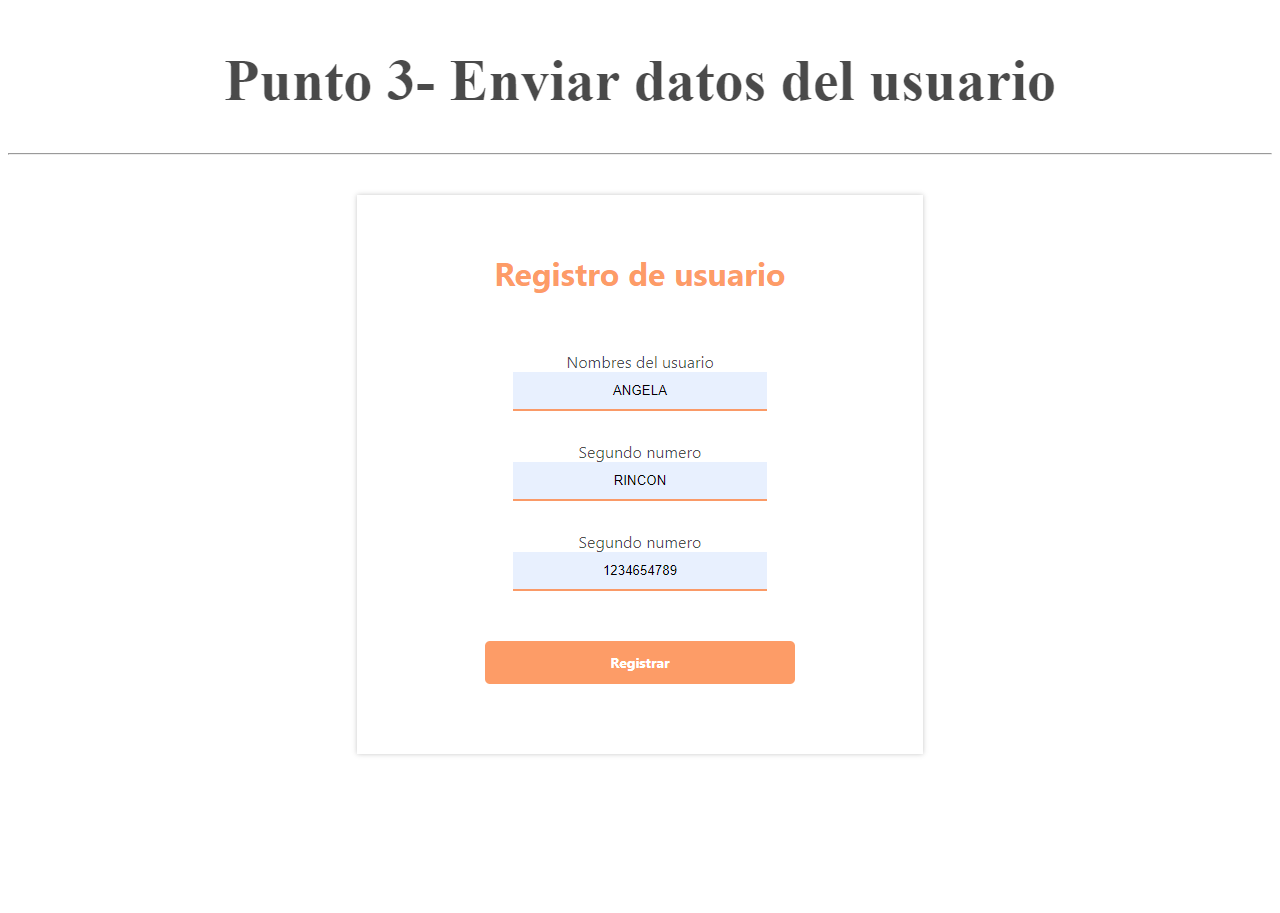 Punto 3- Enviar datos del usuario
Registro de usuario
Nombres del usuario
ANGELA
Segundo numero
RINCON
Segundo numero
1234654789
Registrar